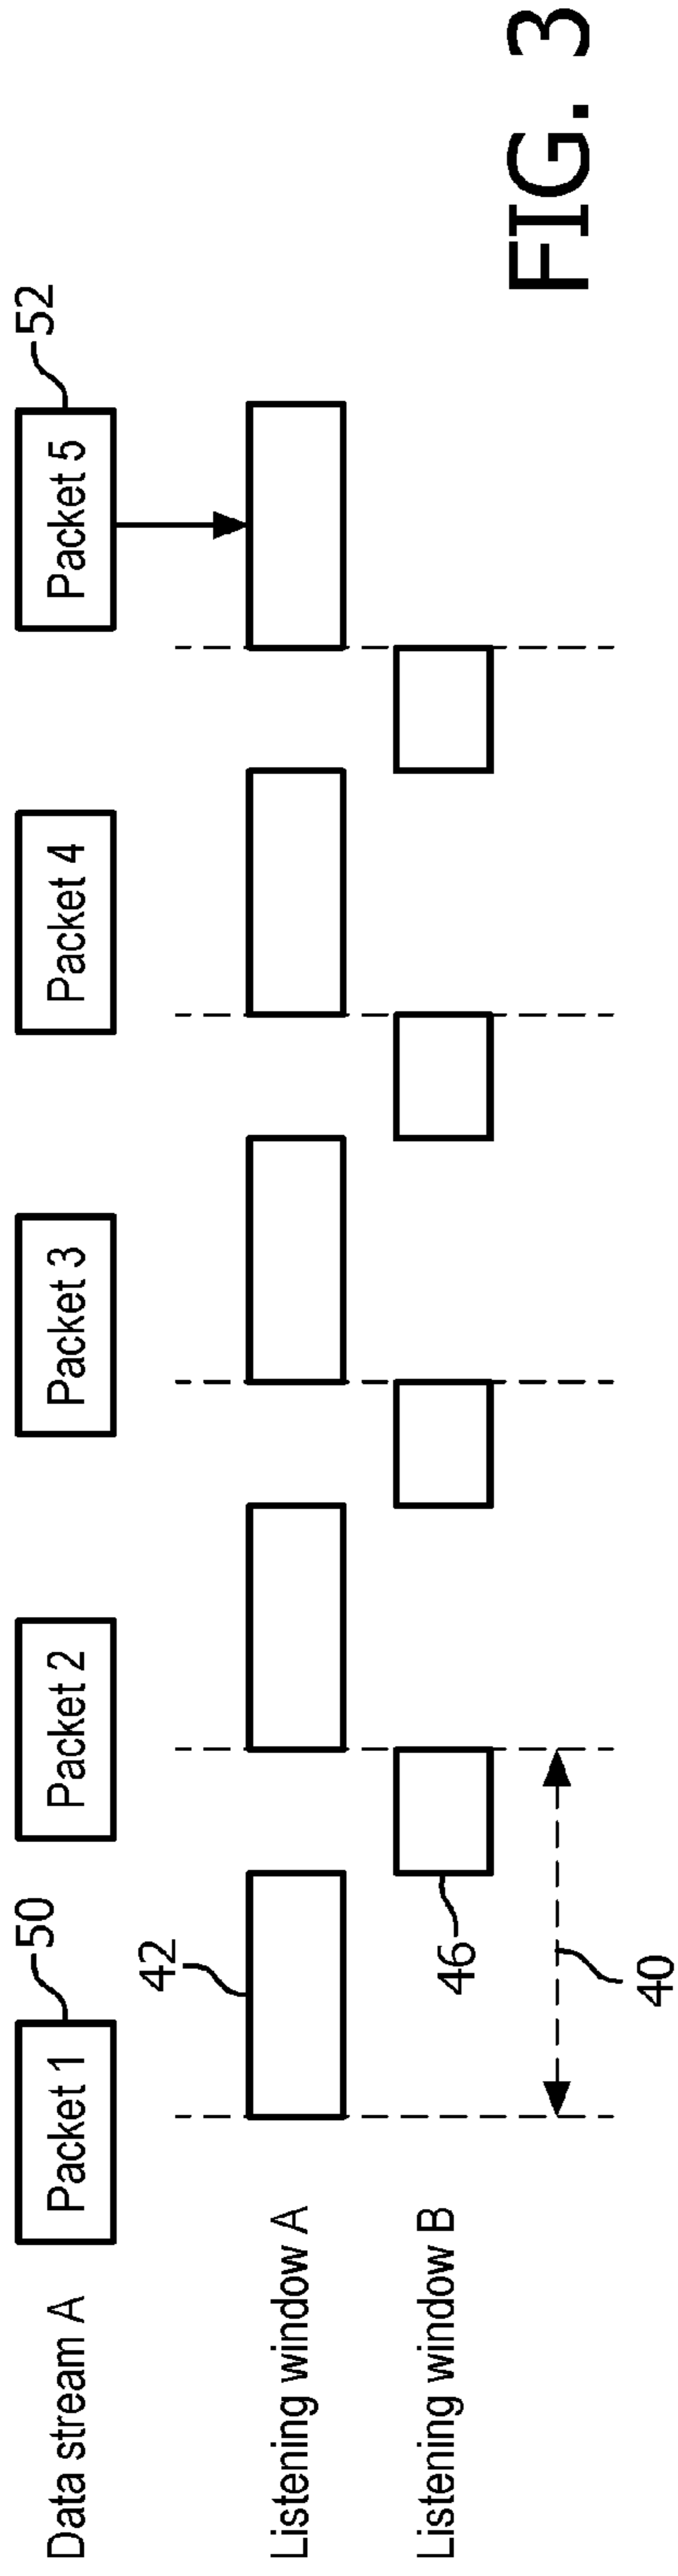 Data stream A
Packet 1
50
Packet 2
Packet 3
Packet 4
Packet 5
52
Listening window A
42
Listening window B
46
40
FIG. 3